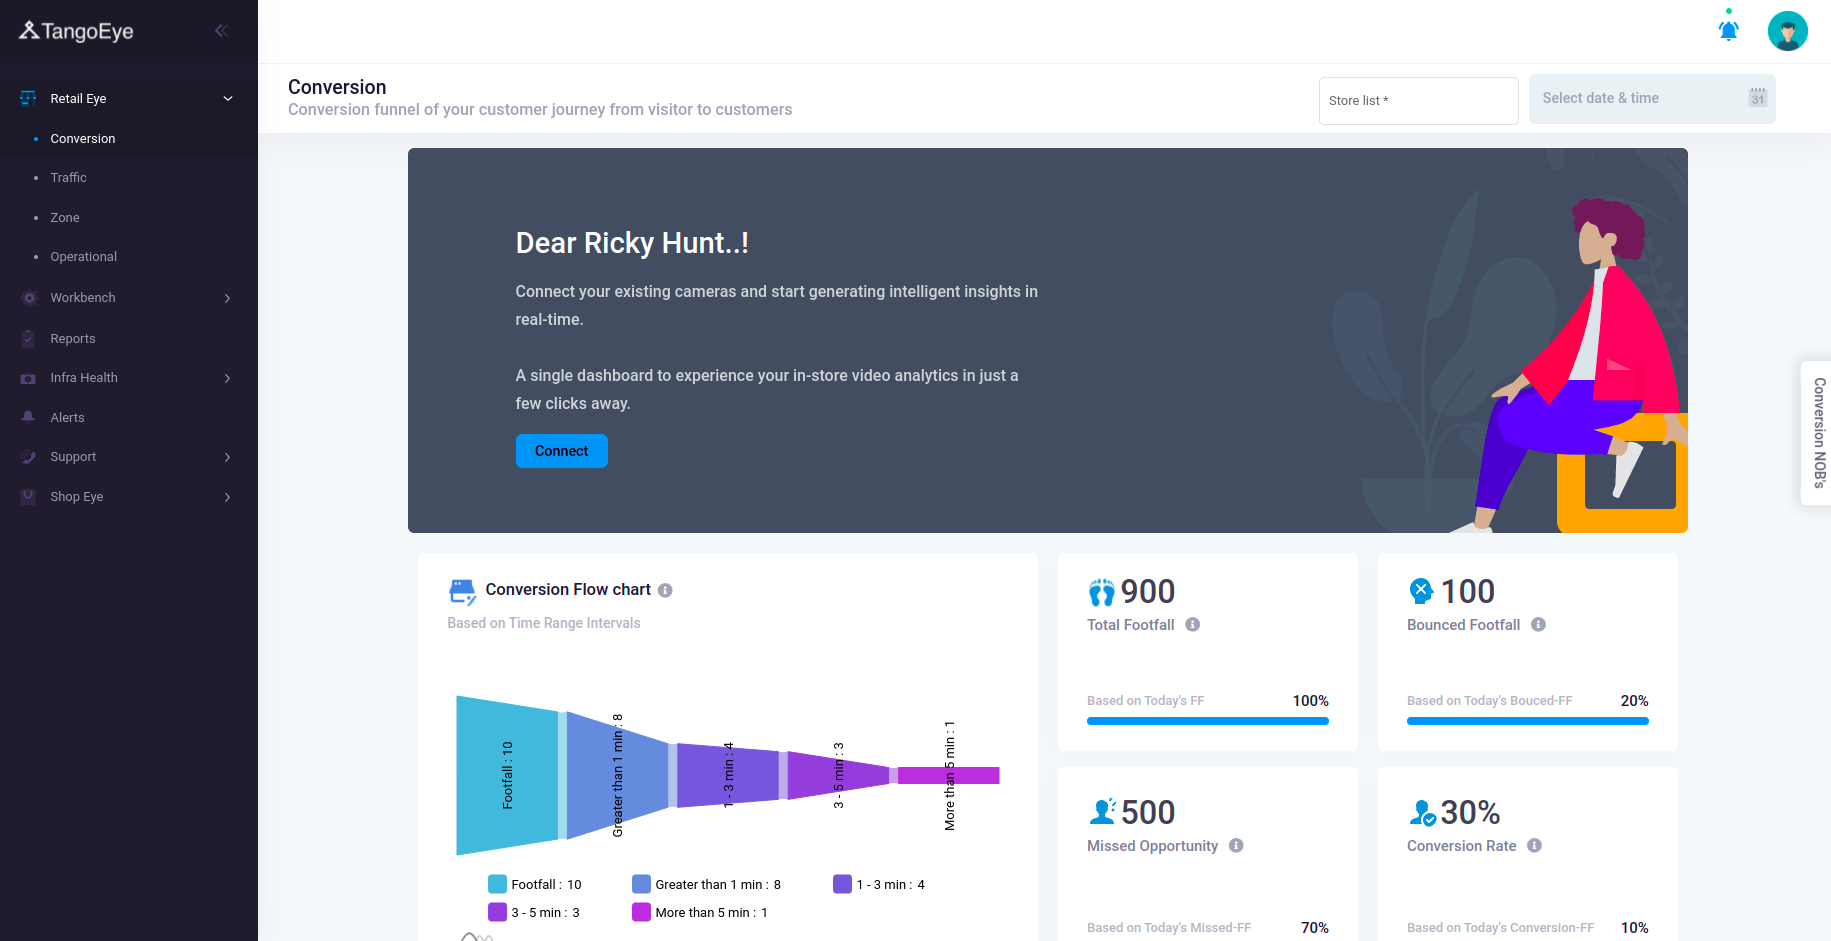 TangoEye
Retail Eye
Conversion
Traffic
Zone
Operational
Workbench
Reports
Infra Health
Alerts
Support
Shop Eye
Conversion
Conversion funnel of your customer journey from visitor to customers
Store list *
Select date & time
31
Dear Ricky Hunt..!
Connect your existing cameras and start generating intelligent insights in
real-time.
A single dashboard to experience your in-store video analytics in just a
few clicks away.
Connect
Conversion NOB's
Conversion Flow chart
Based on Time Range Intervals
Footfall : 10
Greater than 1 min : 8
1 - 3 min : 4
3 - 5 min : 3
More than 5 min : 1
Footfall : 10
Greater than 1 min : 8
1 - 3 min : 4
3 - 5 min : 3
More than 5 min : 1
900
Total Footfall
Based on Today's FF
100%
100
Bounced Footfall
Based on Today's Bouced-FF
20%
500
Missed Opportunity
Based on Today's Missed-FF
70%
30%
Conversion Rate
Based on Today's Conversion-FF
10%